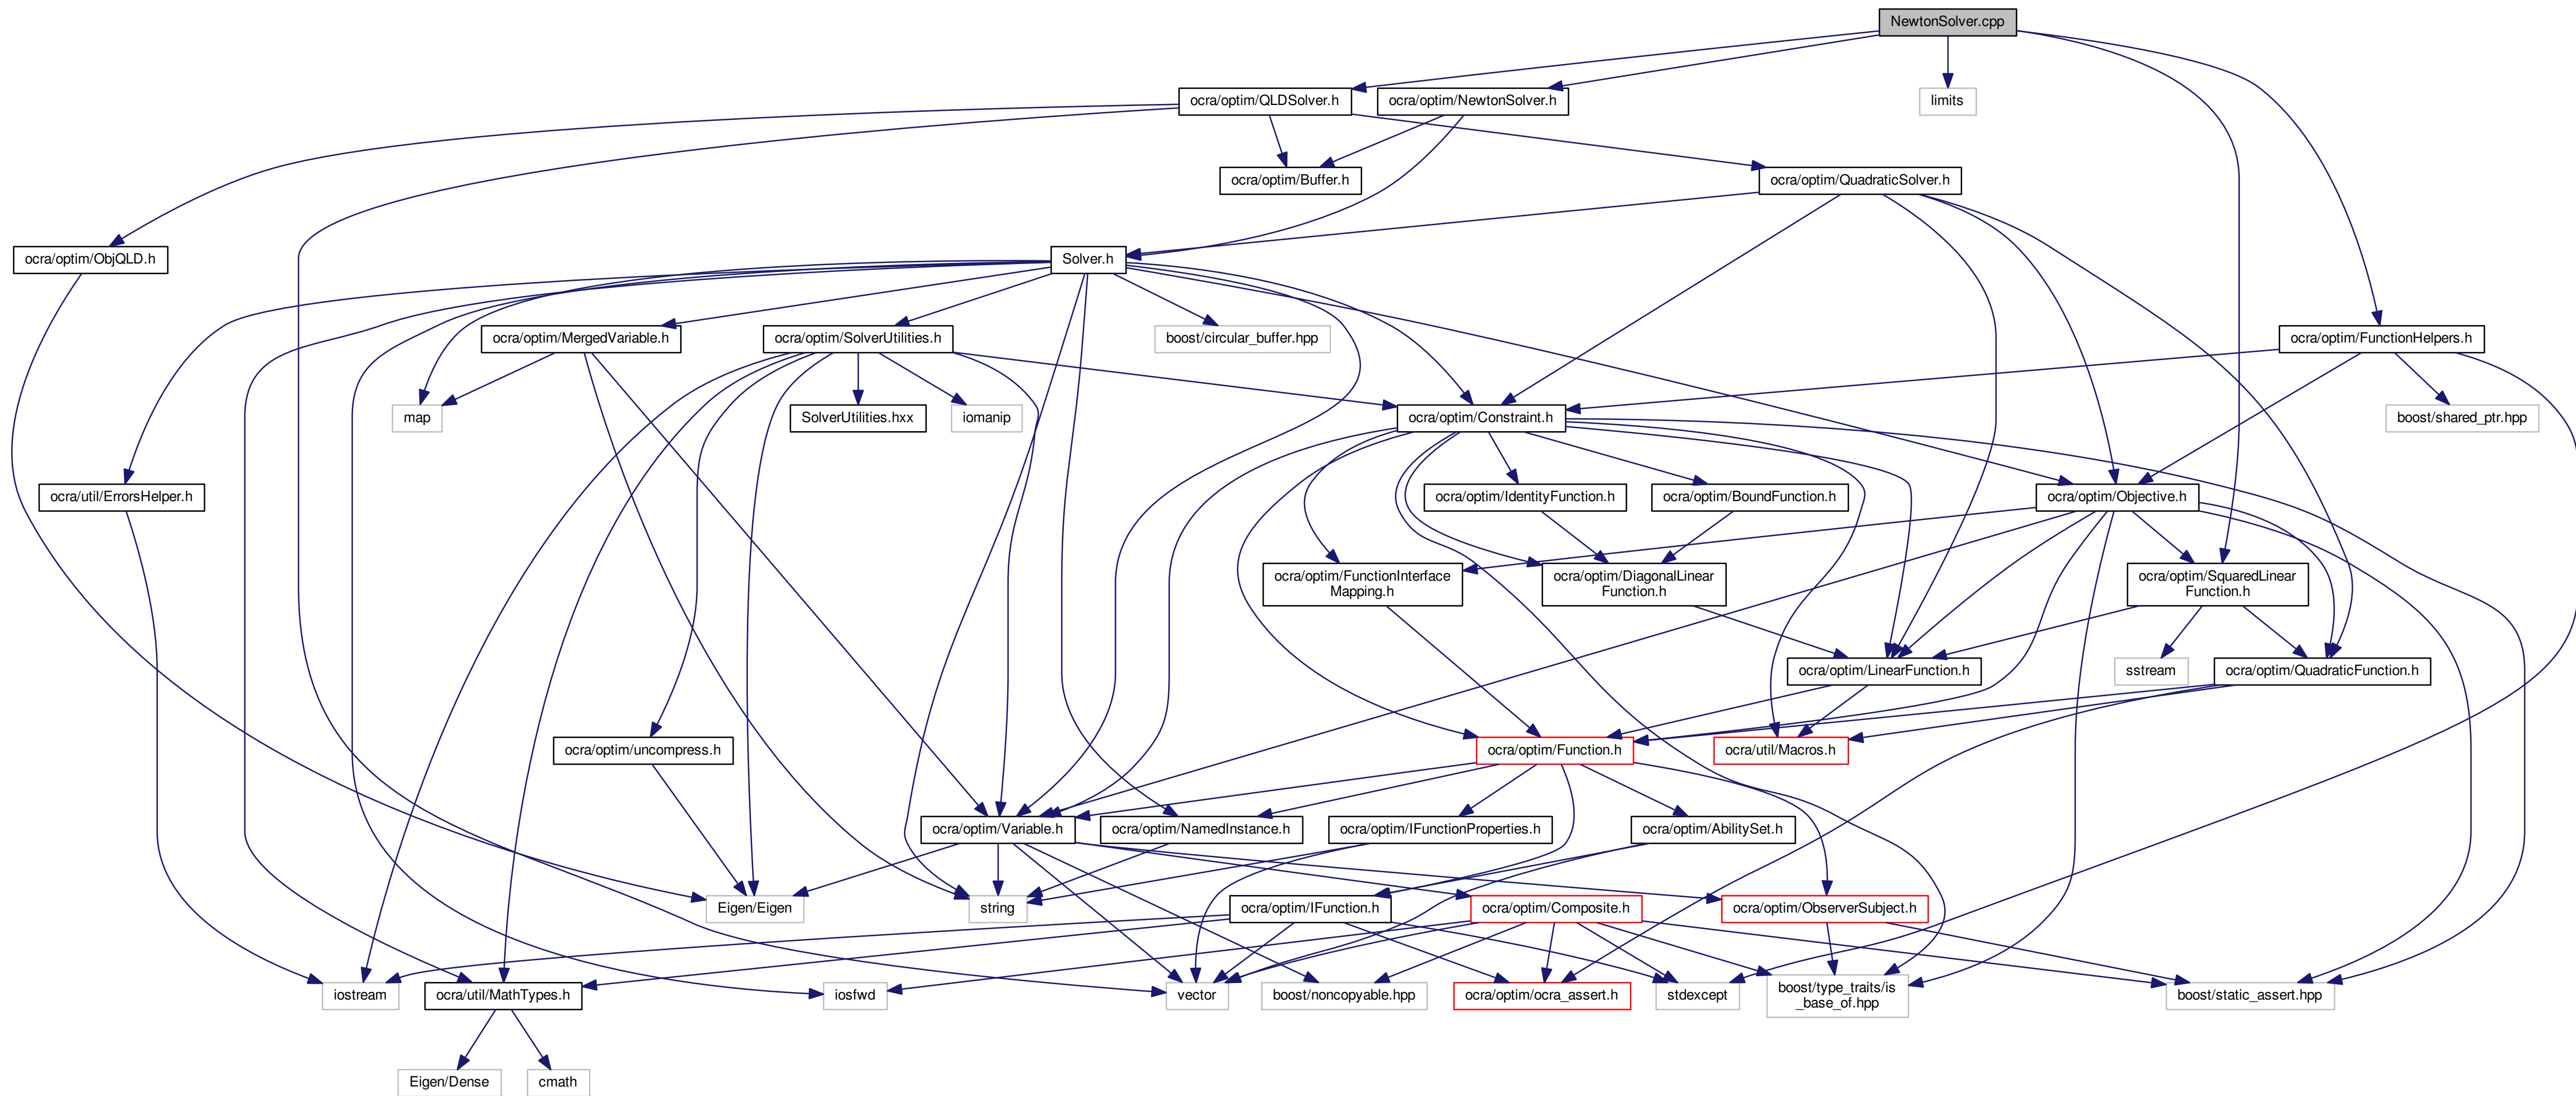 NewtonSolver.cpp
ocra/optim/QLDSolver.h
ocra/optim/NewtonSolver.h
limits
ocra/optim/Buffer.h
ocra/optim/QuadraticSolver.h
ocra/optim/ObjQLD.h
Solver.h
ocra/optim/MergedVariable.h
ocra/optim/SolverUtilities.h
boost/circular_buffer.hpp
ocra/optim/FunctionHelpers.h
map
SolverUtilities.hxx
iomanip
ocra/optim/Constraint.h
boost/shared_ptr.hpp
ocra/util/ErrorsHelper.h
ocra/optim/IdentityFunction.h
ocra/optim/BoundFunction.h
ocra/optim/Objective.h
ocra/optim/FunctionInterface
Mapping.h
ocra/optim/DiagonalLinear
Function.h
ocra/optim/SquaredLinear
Function.h
ocra/optim/LinearFunction.h
sstream
ocra/optim/QuadraticFunction.h
ocra/optim/uncompress.h
ocra/optim/Function.h
ocra/util/Macros.h
ocra/optim/Variable.h
ocra/optim/NamedInstance.h
ocra/optim/IFunctionProperties.h
ocra/optim/AbilitySet.h
Eigen/Eigen
string
ocra/optim/IFunction.h
ocra/optim/Composite.h
ocra/optim/ObserverSubject.h
iostream
ocra/util/MathTypes.h
iosfwd
vector
boost/noncopyable.hpp
ocra/optim/ocra_assert.h
stdexcept
boost/type_traits/is
_base_of.hpp
boost/static_assert.hpp
Eigen/Dense
cmath